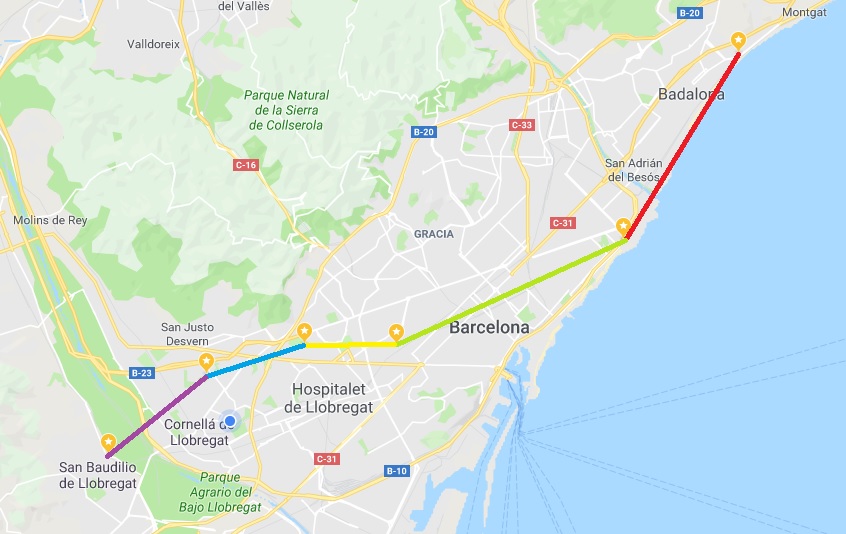 del Vallès
B-20
Montgat
Valldoreix
Badalona
Parque Natural
de la Sierra
de Collserola
B-20
C-33
C-16
San Adrián
del Besós
Molins de Rey
GRACIA
C-31
San Justo
Desvern
Barcelona
B-23
Hospitalet
de Llobregat
Cornellá de
Llobregat
San Baudilio
de Llobregat
C-31
B-10
Parque
Agrario del
Bajo Llobregat